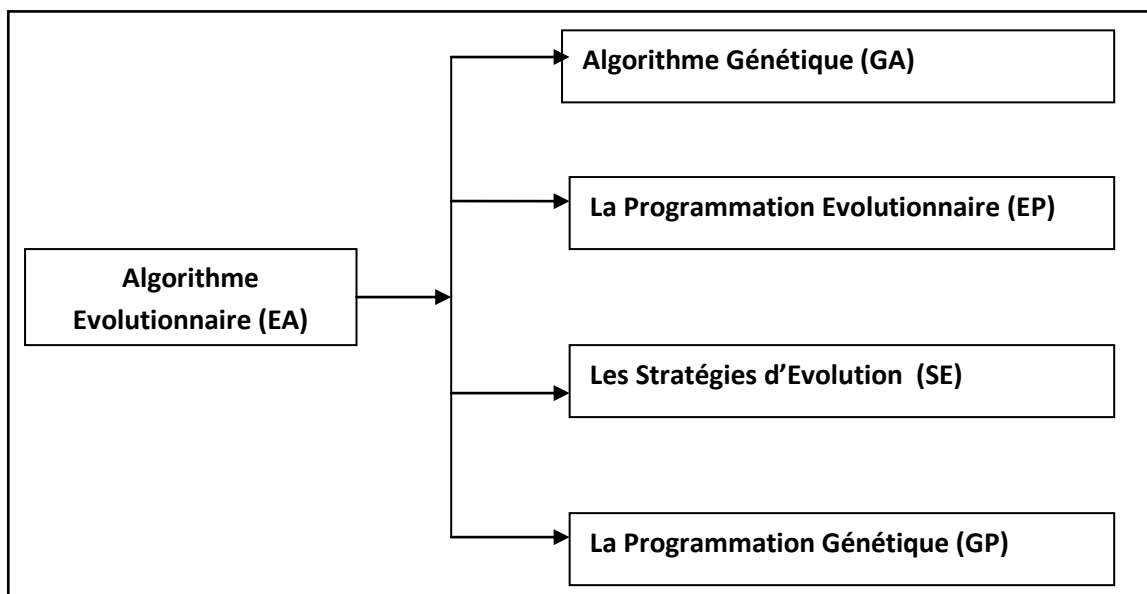 Algorithme Génétique (GA)
La Programmation Evolutionnaire (EP)
Algorithme
Evolutionnaire (EA)
Les Stratégies d’Evolution (SE)
La Programmation Génétique (GP)